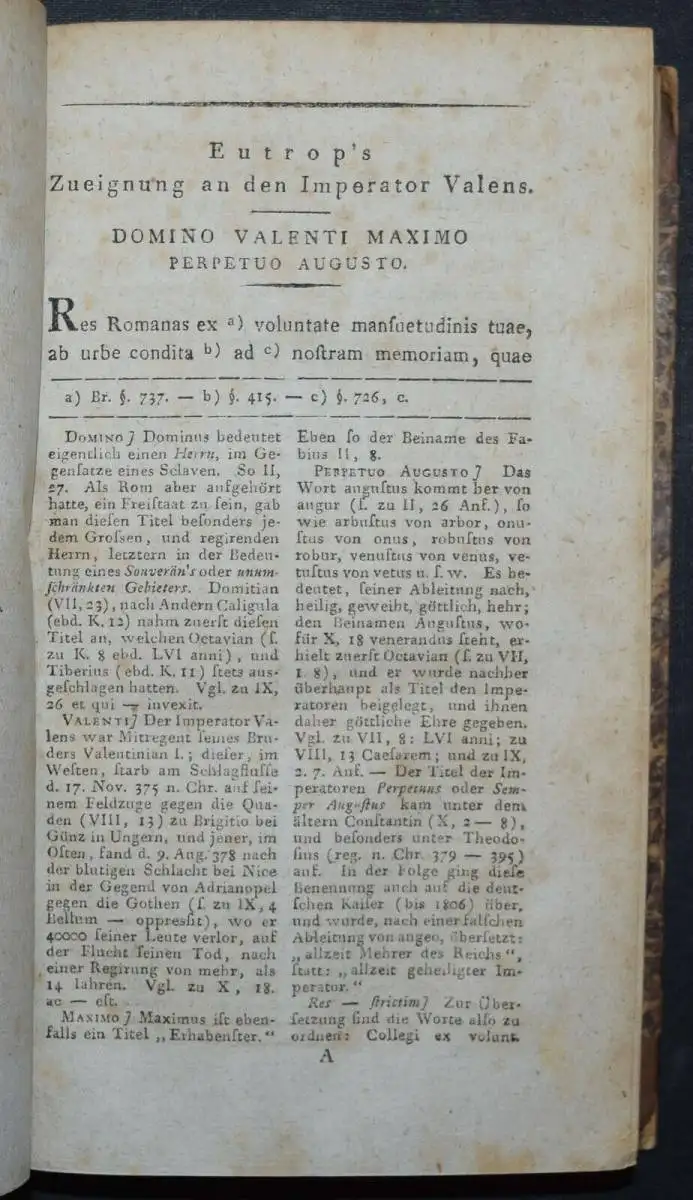 Eutrop's
Zueignung an den Imperator Valens.
DOMINO VALENTI MAXIMO
PERPETUO AUGUSTO.
Res Romanas ex a) voluntate manſuetudinis tuae,
ab urbe condita b) ad c) noſtram memoriam, quae
a) Br. §. 737. — b) §. 415. — c) §. 726, c.
DOMINO] Dominus bedeutet
eigentlich einen Herrn, im Ge-
genſatze eines Sclaven. So II,
27. Als Rom aber aufgehört
hatte, ein Freiſtaat zu ſein, gab
man dieſen Titel beſonders je-
dem Groſsen, und regirenden
Herrn, letztern in der Bedeu-
tung eines Souverän's oder unum-
ſchränkten Gebieters. Domitian
(VII, 23), nach Andern Caligula
(ebd. K. 12) nahm zuerſt dieſen
Titel an, welchen Octavian (ſ.
zu K. 8 ebd. LVI anni), und
Tiberius (ebd. K. 11) ſtets aus-
geſchlagen hatten. Vgl. zu IX,
26 et qui — invexit.
VALENTI] Der Imperator Va-
lens war Mitregent ſeines Bru-
ders Valentinian I.; dieſer, im
Weſten, ſtarb am Schlagfluſſe
d. 17. Nov. 375 n. Chr. auf ſei-
nem Feldzuge gegen die Qua-
den (VIII, 13) zu Brigitio bei
Günz in Ungern, und jener, im
Oſten, fand d. 9. Aug. 378 nach
der blutigen Schlacht bei Nice
in der Gegend von Adrianopel
gegen die Gothen (ſ. zu IX, 4
Bellum — oppreſſit), wo er
40000 ſeiner Leute verlor, auf
der Flucht ſeinen Tod, nach
einer Regirung von mehr, als
14 Iahren. Vgl. zu X, 18.
ac — eſt.
MAXIMO] Maximus iſt eben-
falls ein Titel „Erhabenſter.“
Eben ſo der Beiname des Fa-
bius II, 8.
PERPETUO AUGUSTO] Das
Wort auguſtus kommt her von
augur (ſ. zu II, 26 Anf.), ſo
wie arbuſtus von arbor, onu-
ſtus von onus, robuſtus von
robur, venuſtus von venus, ve-
tuſtus von vetus u. ſ. w. Es be-
deutet, ſeiner Ableitung nach,
heilig, geweiht, göttlich, hehr;
den Beinamen Auguſtus, wo-
für X, 18 venerandus ſteht, er-
hielt zuerſt Octavian (ſ. zu VII,
1. 8), und er wurde nachher
überhaupt als Titel den Impe-
ratoren beigelegt, und ihnen
daher göttliche Ehre gegeben.
Vgl. zu VII, 8: LVI anni; zu
VIII, 13 Caeſarem; und zu IX,
2. 7. Anf. — Der Titel der Im-
peratoren Perpetuus oder Sem-
per Auguſtus kam unter dem
ältern Conſtantin (X, 2 — 8),
und beſonders unter Theodo-
ſius (reg. n. Chr. 379 — 395)
auf. In der Folge ging dieſe
Benennung auch auf die deut-
ſchen Kaiſer (bis 1806) über,
und wurde, nach einer falſchen
Ableitung von augeo, überſetzt:
„allzeit Mehrer des Reichs“,
ſtatt: „allzeit geheiligter Im-
perator.“
Res — ſtrictim] Zur Über-
ſetzung ſind die Worte alſo zu
ordnen: Collegi ex volunt.
A